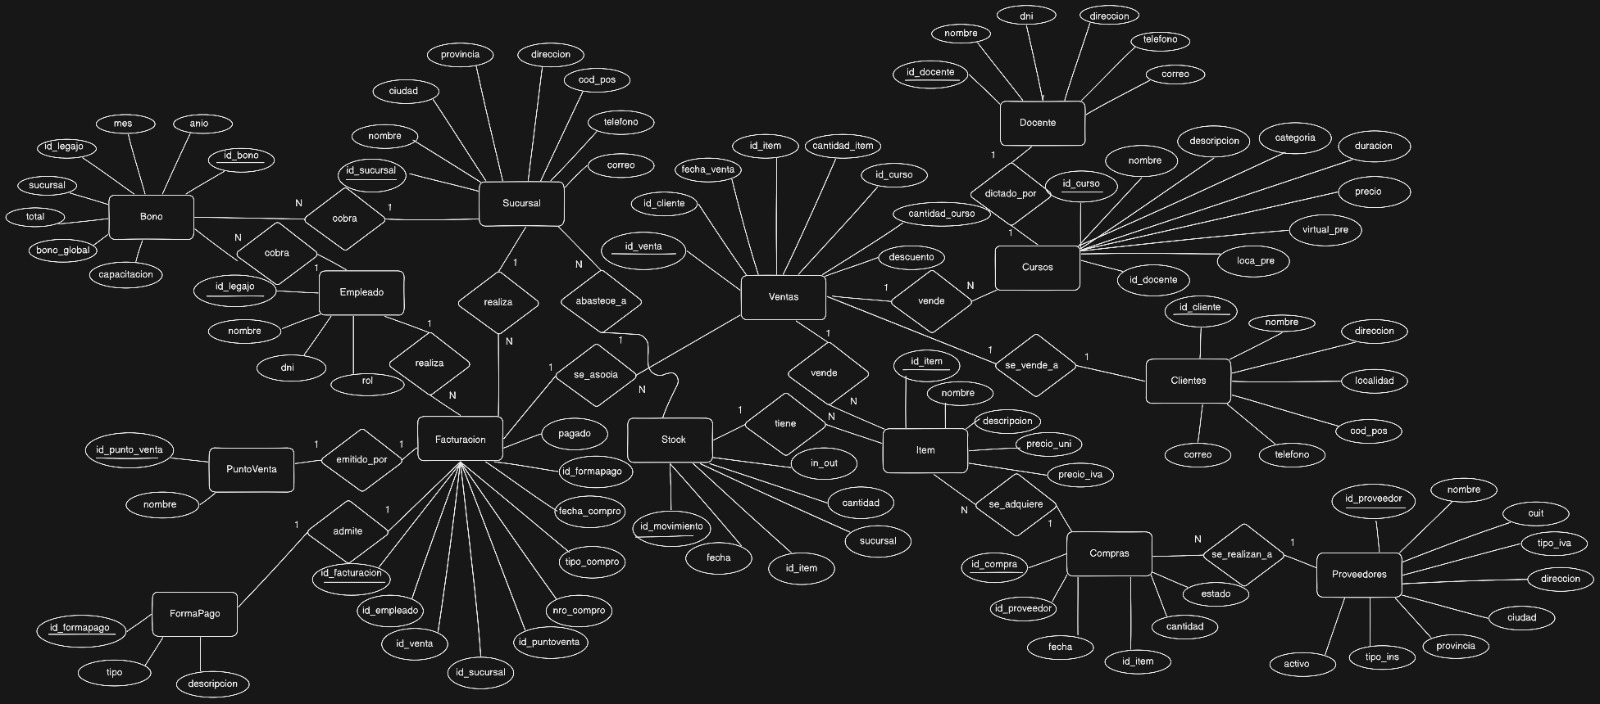 dni
direccion
nombre
telefono
id_docente
correo
Docente
1
provincia
direccion
ciudad
cod_pos
nombre
telefono
id_sucursal
correo
Sucursal
mes
anio
id_legajo
id_bono
sucursal
total
bono_global
capacitacion
Bono
N
cobra
1
N
cobra
1
id_legajo
Empleado
nombre
dni
rol
1
realiza
N
1
realiza
N
N
abastece_a
1
fecha_venta
id_item
cantidad_item
id_curso
id_cliente
cantidad_curso
id_venta
descuento
Ventas
1
vende
N
dictado_por
1
id_curso
nombre
descripcion
categoria
duracion
precio
virtual_pre
loca_pre
id_docente
Cursos
id_cliente
nombre
direccion
localidad
cod_pos
telefono
correo
Clientes
1
se_vende_a
1
1
vende
N
1
se_asocia
N
id_item
nombre
descripcion
precio_uni
precio_iva
Item
1
tiene
N
Stock
in_out
cantidad
sucursal
id_item
fecha
id_movimiento
Facturacion
pagado
id_formapago
fecha_compro
tipo_compro
nro_compro
id_puntoventa
id_sucursal
id_venta
id_empleado
id_facturacion
id_punto_venta
PuntoVenta
nombre
1
emitido_por
1
1
admite
1
FormaPago
id_formapago
tipo
descripcion
N
se_adquiere
1
Compras
id_compra
id_proveedor
fecha
id_item
cantidad
estado
N
se_realizan_a
1
Proveedores
id_proveedor
nombre
cuit
tipo_iva
direccion
ciudad
provincia
tipo_ins
activo